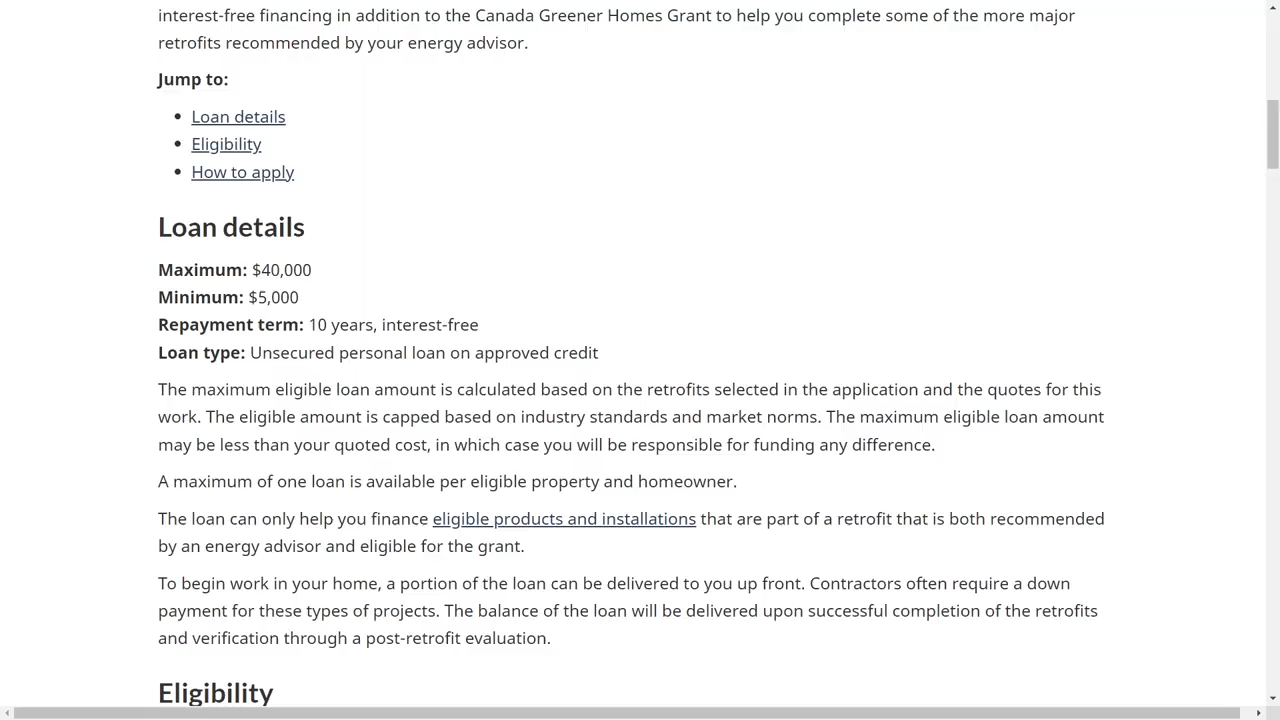 interest-free financing in addition to the Canada Greener Homes Grant to help you complete some of the more major
retrofits recommended by your energy advisor.
Jump to:
Loan details
Eligibility
How to apply
Loan details
Maximum: $40,000
Minimum: $5,000
Repayment term: 10 years, interest-free
Loan type: Unsecured personal loan on approved credit
The maximum eligible loan amount is calculated based on the retrofits selected in the application and the quotes for this
work. The eligible amount is capped based on industry standards and market norms. The maximum eligible loan amount
may be less than your quoted cost, in which case you will be responsible for funding any difference.
A maximum of one loan is available per eligible property and homeowner.
The loan can only help you finance eligible products and installations that are part of a retrofit that is both recommended
by an energy advisor and eligible for the grant.
To begin work in your home, a portion of the loan can be delivered to you up front. Contractors often require a down
payment for these types of projects. The balance of the loan will be delivered upon successful completion of the retrofits
and verification through a post-retrofit evaluation.
Eligibility